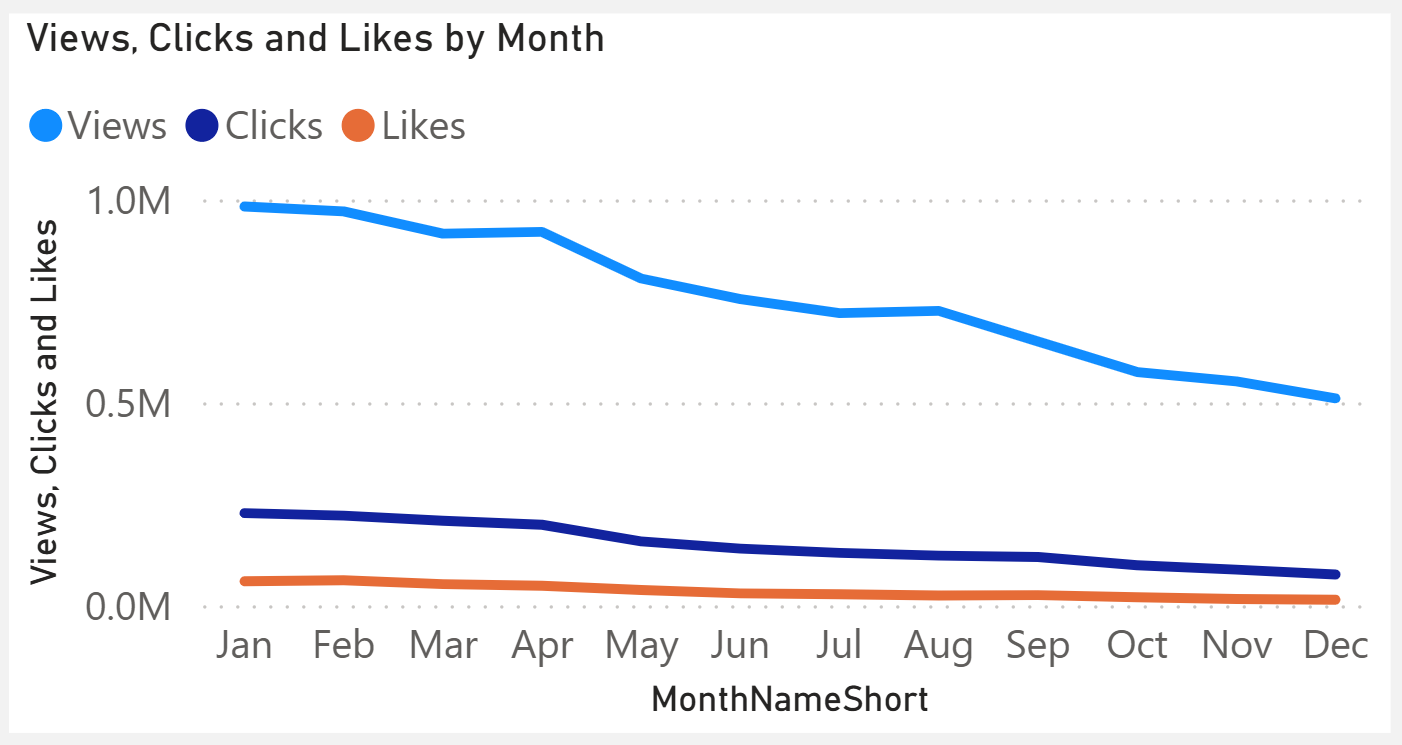 Views, Clicks and Likes by Month
Views Clicks Likes
Views, Clicks and Likes
1.0M
0.5M
0.0M
Jan Feb Mar Apr May Jun Jul Aug Sep Oct Nov Dec
MonthNameShort